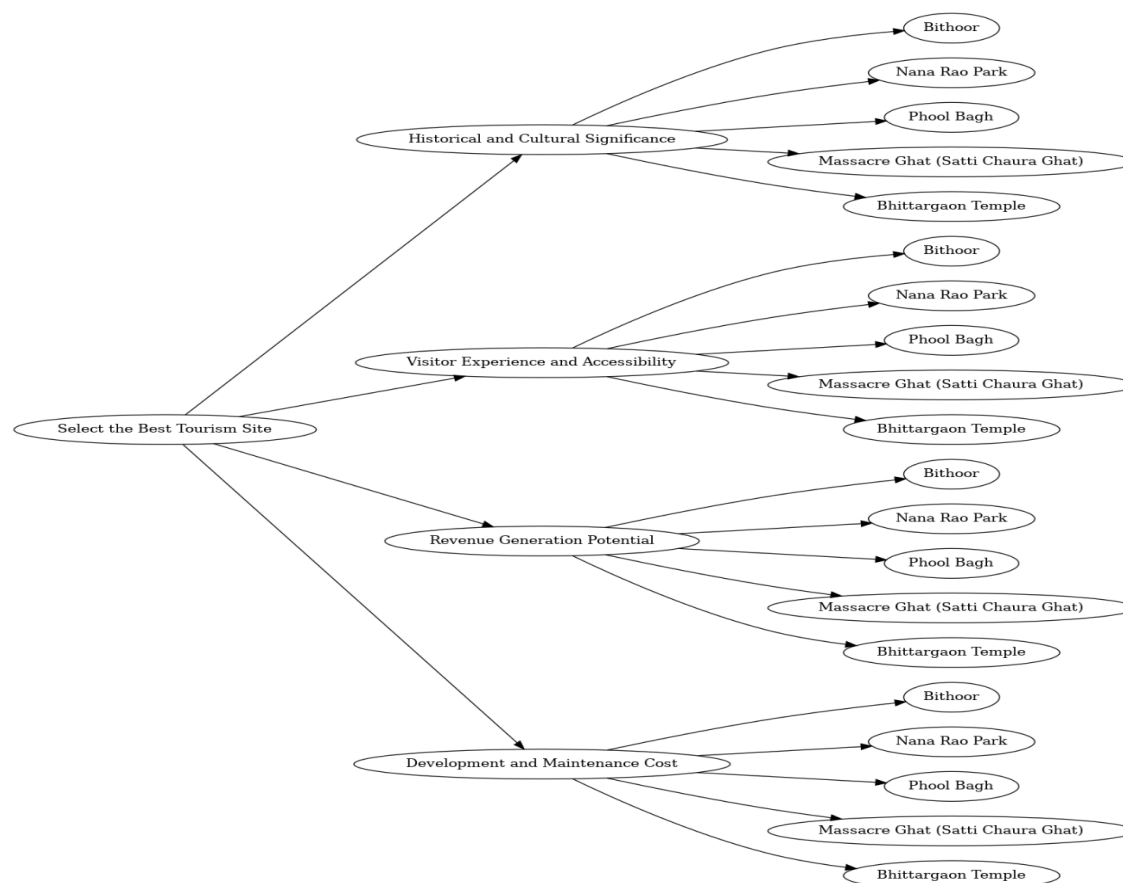 Select the Best Tourism Site
Historical and Cultural Significance
Bithoor
Nana Rao Park
Phool Bagh
Massacre Ghat (Satti Chaura Ghat)
Bhittargaon Temple
Visitor Experience and Accessibility
Bithoor
Nana Rao Park
Phool Bagh
Massacre Ghat (Satti Chaura Ghat)
Bhittargaon Temple
Revenue Generation Potential
Bithoor
Nana Rao Park
Phool Bagh
Massacre Ghat (Satti Chaura Ghat)
Bhittargaon Temple
Development and Maintenance Cost
Bithoor
Nana Rao Park
Phool Bagh
Massacre Ghat (Satti Chaura Ghat)
Bhittargaon Temple